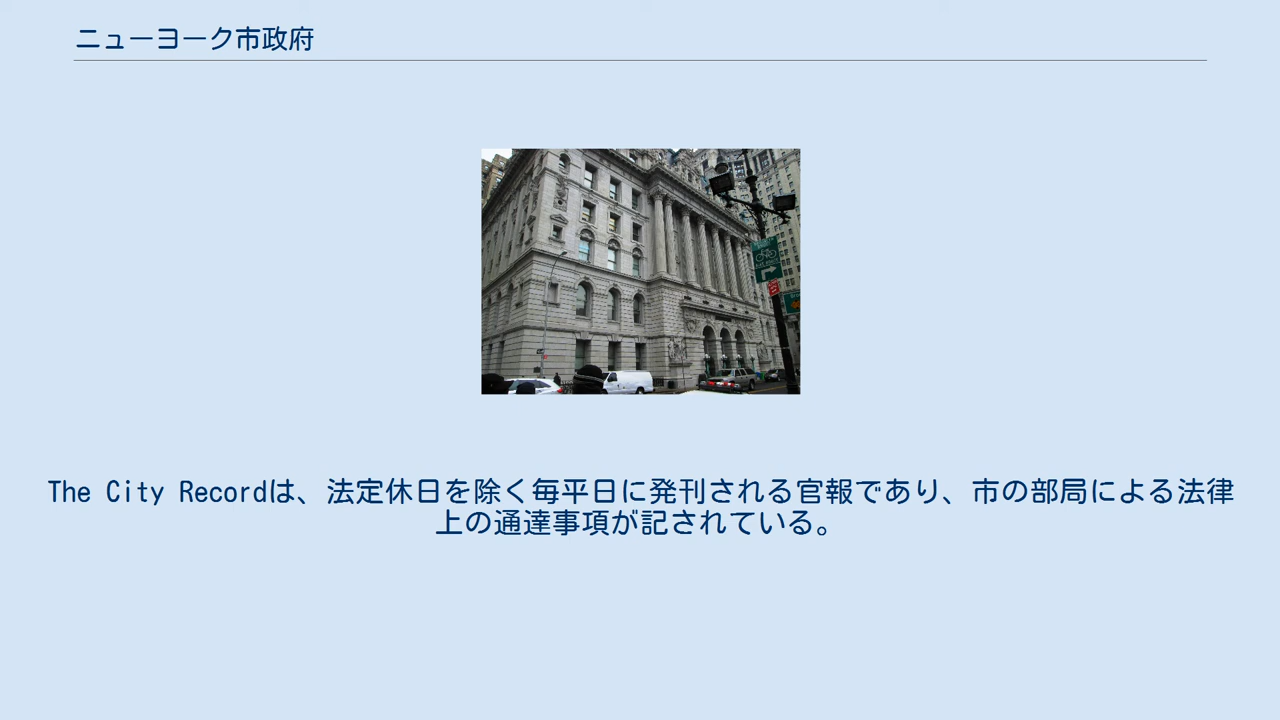 ニューヨーク市政府
The City Recordは、法定休日を除く毎平日に発刊される官報であり、市の部局による法律
上の通達事項が記されている。